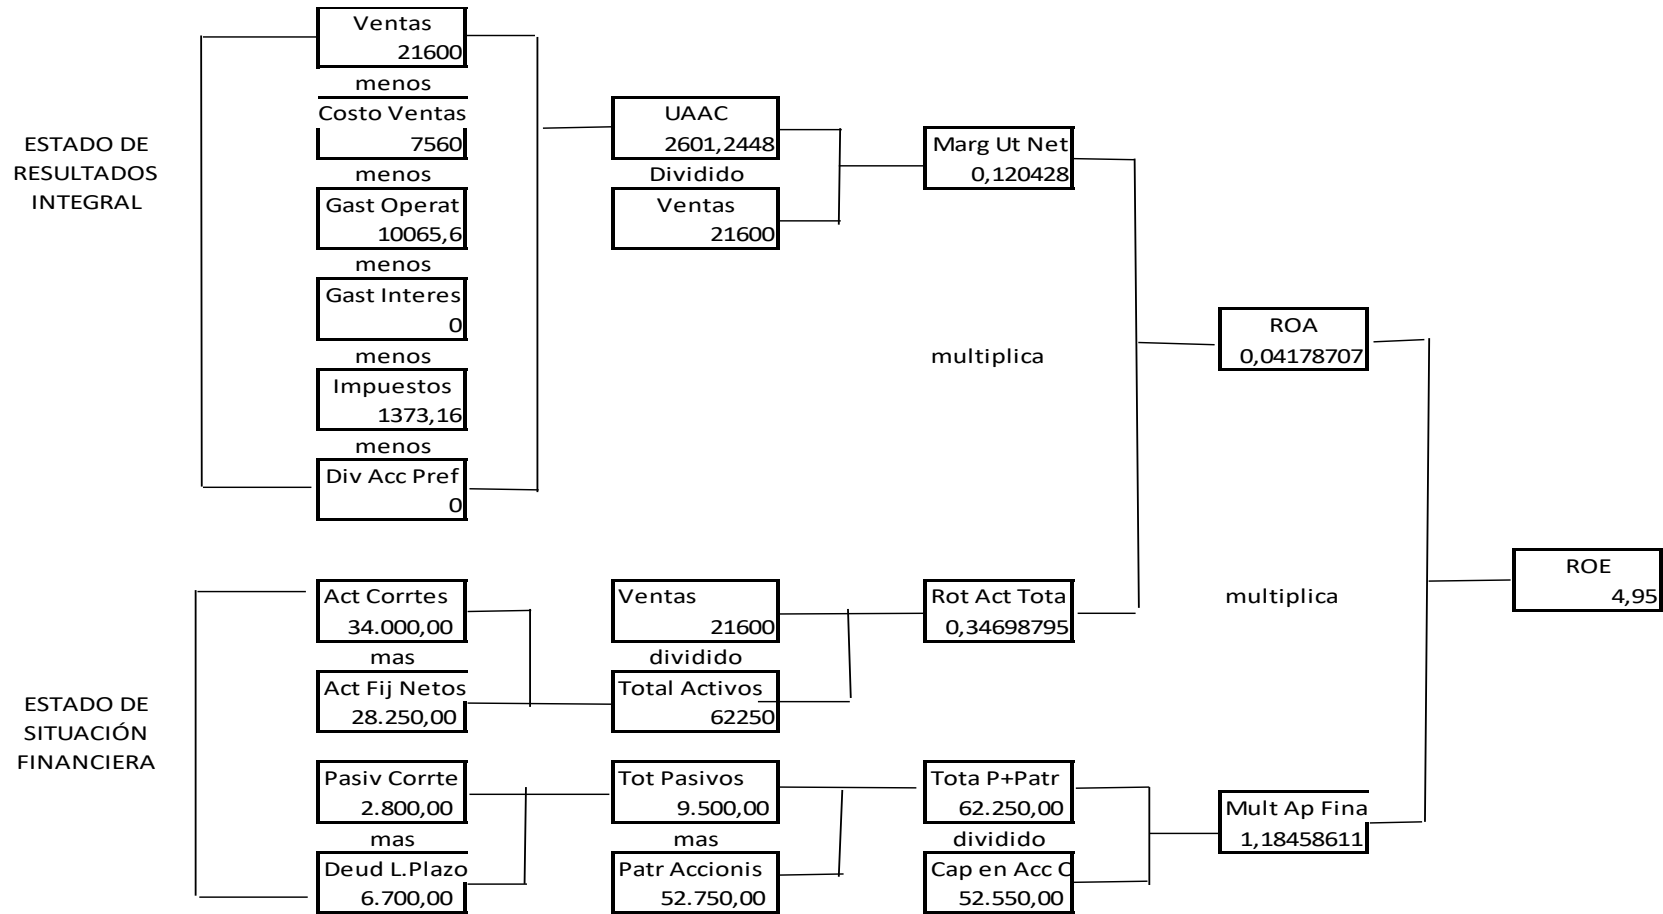 ESTADO DE
RESULTADOS
INTEGRAL
Ventas
21600
menos
Costo Ventas
7560
menos
Gast Operat
10065,6
menos
Gast Interes
0
menos
Impuestos
1373,16
menos
Div Acc Pref
0
UAAC
2601,2448
Dividido
Ventas
21600
Marg Ut Net
0,120428
multiplica
ROA
0,04178707
ESTADO DE
SITUACIÓN
FINANCIERA
Act Corrtes
34.000,00
mas
Act Fij Netos
28.250,00
Pasiv Corrte
2.800,00
mas
Deud L.Plazo
6.700,00
Ventas
21600
dividido
Total Activos
62250
Tot Pasivos
9.500,00
mas
Patr Accionis
52.750,00
Rot Act Tota
0,34698795
Tota P+Patr
62.250,00
dividido
Cap en Acc C
52.550,00
multiplica
Mult Ap Fina
1,18458611
ROE
4,95